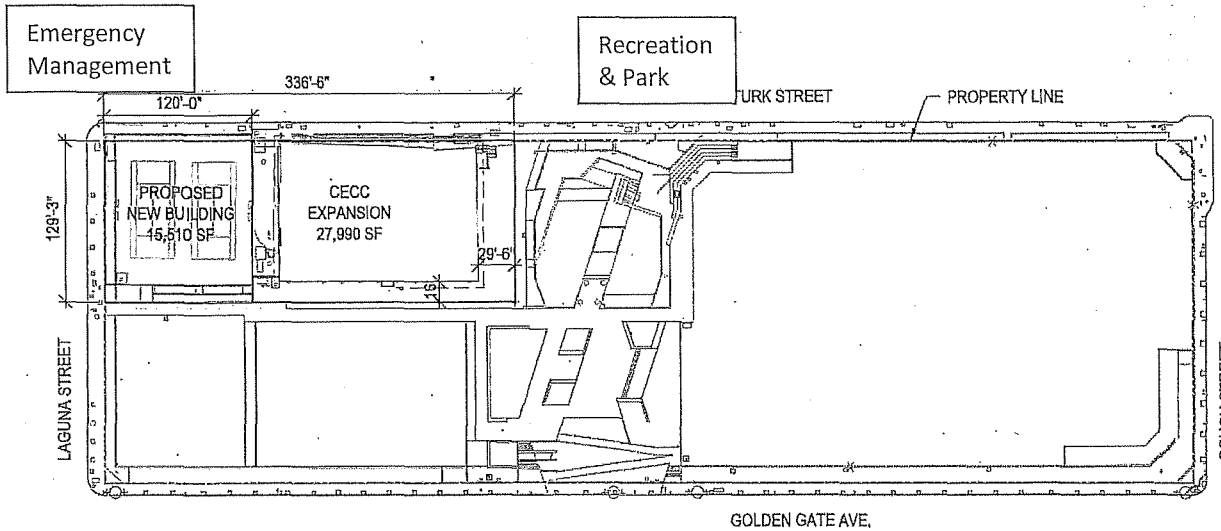 Emergency
Management
Recreation
& Park
336'-6"
120'-0"
TURK STREET
PROPERTY LINE
129'-3"
PROPOSED
NEW BUILDING
15,510 SF
CECC
EXPANSION
27,990 SF
29'-6"
16'
LAGUNA STREET
GOLDEN GATE AVE,